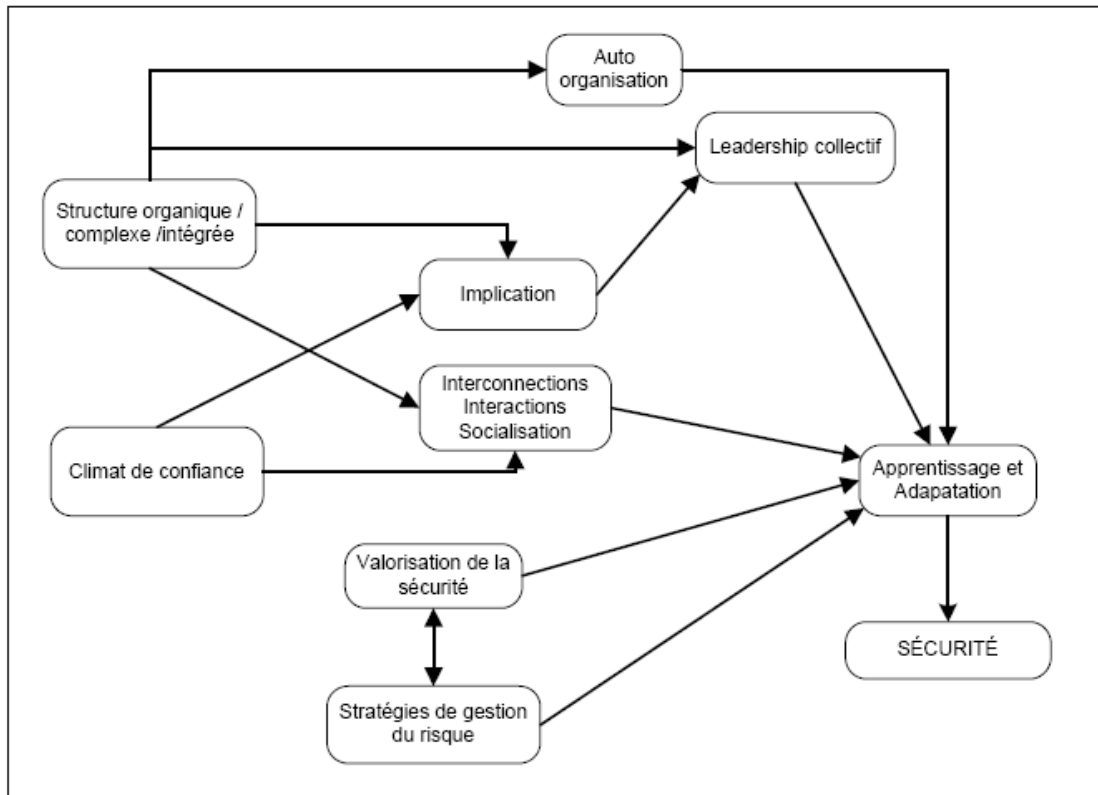 Auto
organisation
Leadership collectif
Structure organique /
complexe /intégrée
Implication
Interconnections
Interactions
Socialisation
Climat de confiance
Apprentissage et
Adapatation
Valorisation de la
sécurité
SÉCURITÉ
Stratégies de gestion
du risque